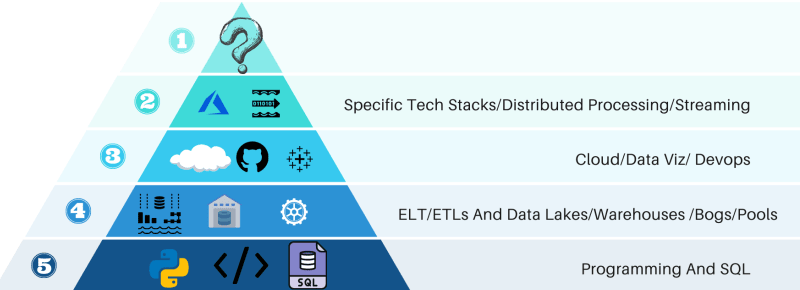 1
?
2
011010
Specific Tech Stacks/Distributed Processing/Streaming
3
Cloud/Data Viz/ Devops
4
ELT/ETLs And Data Lakes/Warehouses /Bogs/Pools
5
</>
SQL
Programming And SQL